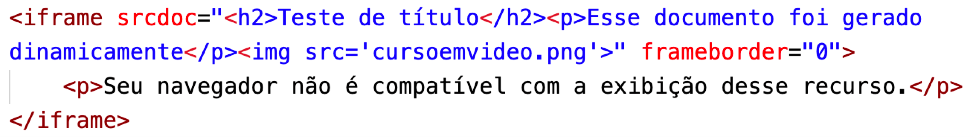 <iframe srcdoc="<h2>Teste de título</h2><p>Esse documento foi gerado
dinamicamente</p><img src='cursoemvideo.png'>" frameborder="0">
    <p>Seu navegador não é compatível com a exibição desse recurso.</p>
</iframe>